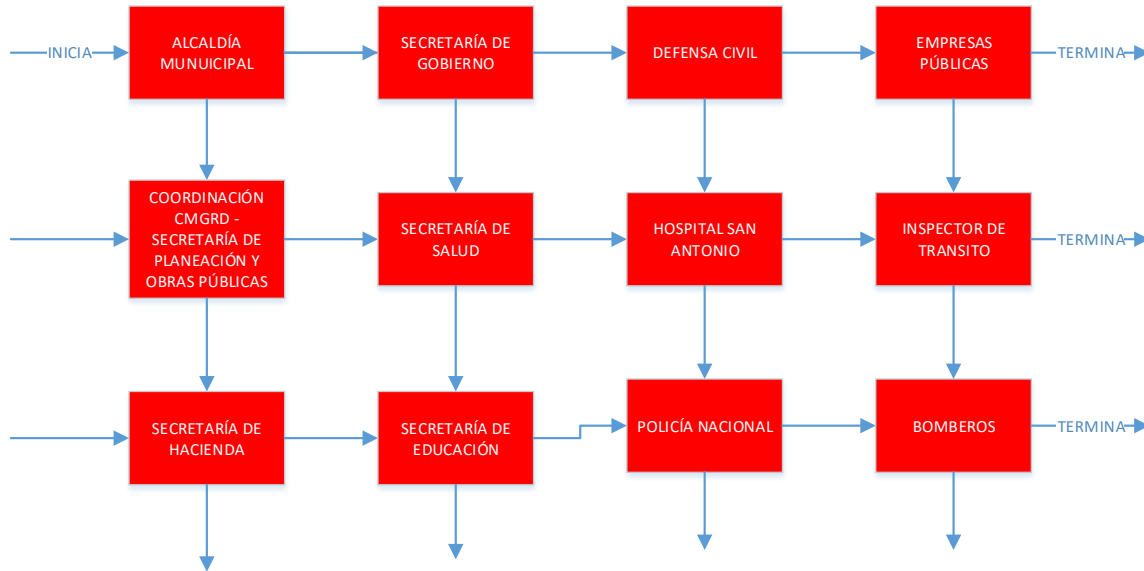 INICIA
ALCALDÍA
MUNUICIPAL
SECRETARÍA DE
GOBIERNO
DEFENSA CIVIL
EMPRESAS
PÚBLICAS
TERMINA
COORDINACIÓN
CMGRD -
SECRETARÍA DE
PLANEACIÓN Y
OBRAS PÚBLICAS
SECRETARÍA DE
SALUD
HOSPITAL SAN
ANTONIO
INSPECTOR DE
TRANSITO
TERMINA
SECRETARÍA DE
HACIENDA
SECRETARÍA DE
EDUCACIÓN
POLICÍA NACIONAL
BOMBEROS
TERMINA